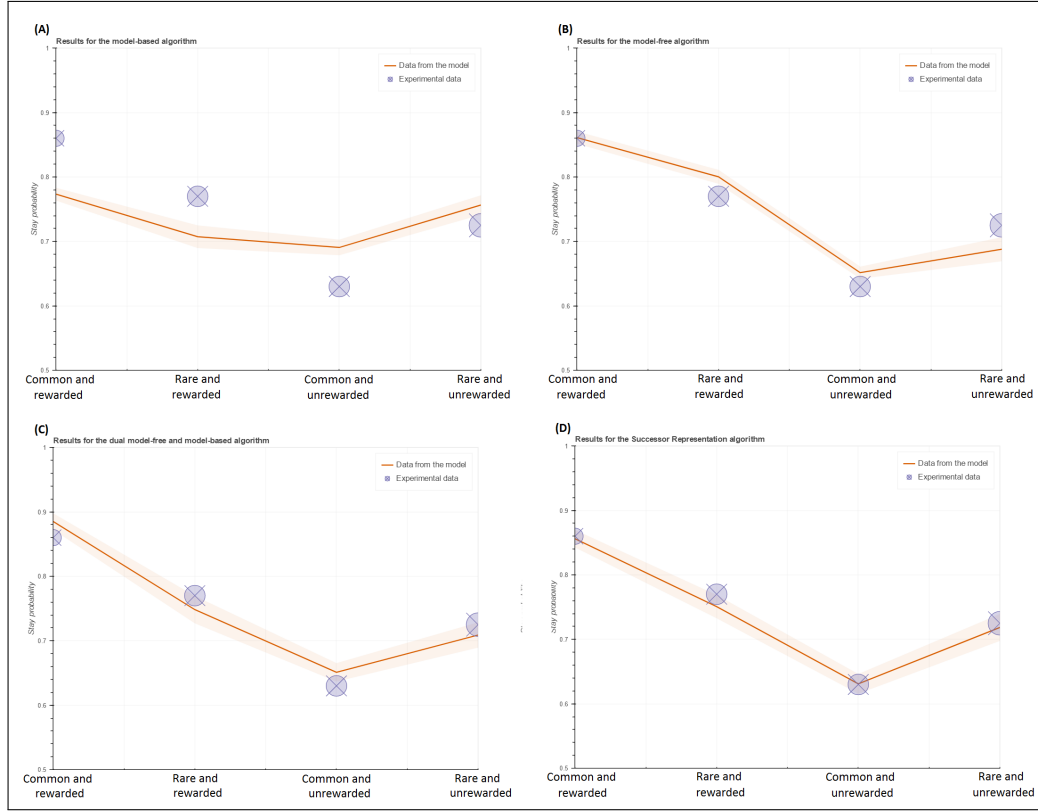 (A)
Results for the model-based algorithm
Data from the model
Experimental data
Stay probability
1
0.9
0.8
0.7
0.6
0.5
Common and
rewarded
Rare and
rewarded
Common and
unrewarded
Rare and
unrewarded
(B)
Results for the model-free algorithm
Data from the model
Experimental data
Stay probability
1
0.9
0.8
0.7
0.6
0.5
Common and
rewarded
Rare and
rewarded
Common and
unrewarded
Rare and
unrewarded
(C)
Results for the dual model-free and model-based algorithm
Data from the model
Experimental data
Stay probability
1
0.9
0.8
0.7
0.6
0.5
Common and
rewarded
Rare and
rewarded
Common and
unrewarded
Rare and
unrewarded
(D)
Results for the Successor Representation algorithm
Data from the model
Experimental data
Stay probability
1
0.9
0.8
0.7
0.6
0.5
Common and
rewarded
Rare and
rewarded
Common and
unrewarded
Rare and
unrewarded